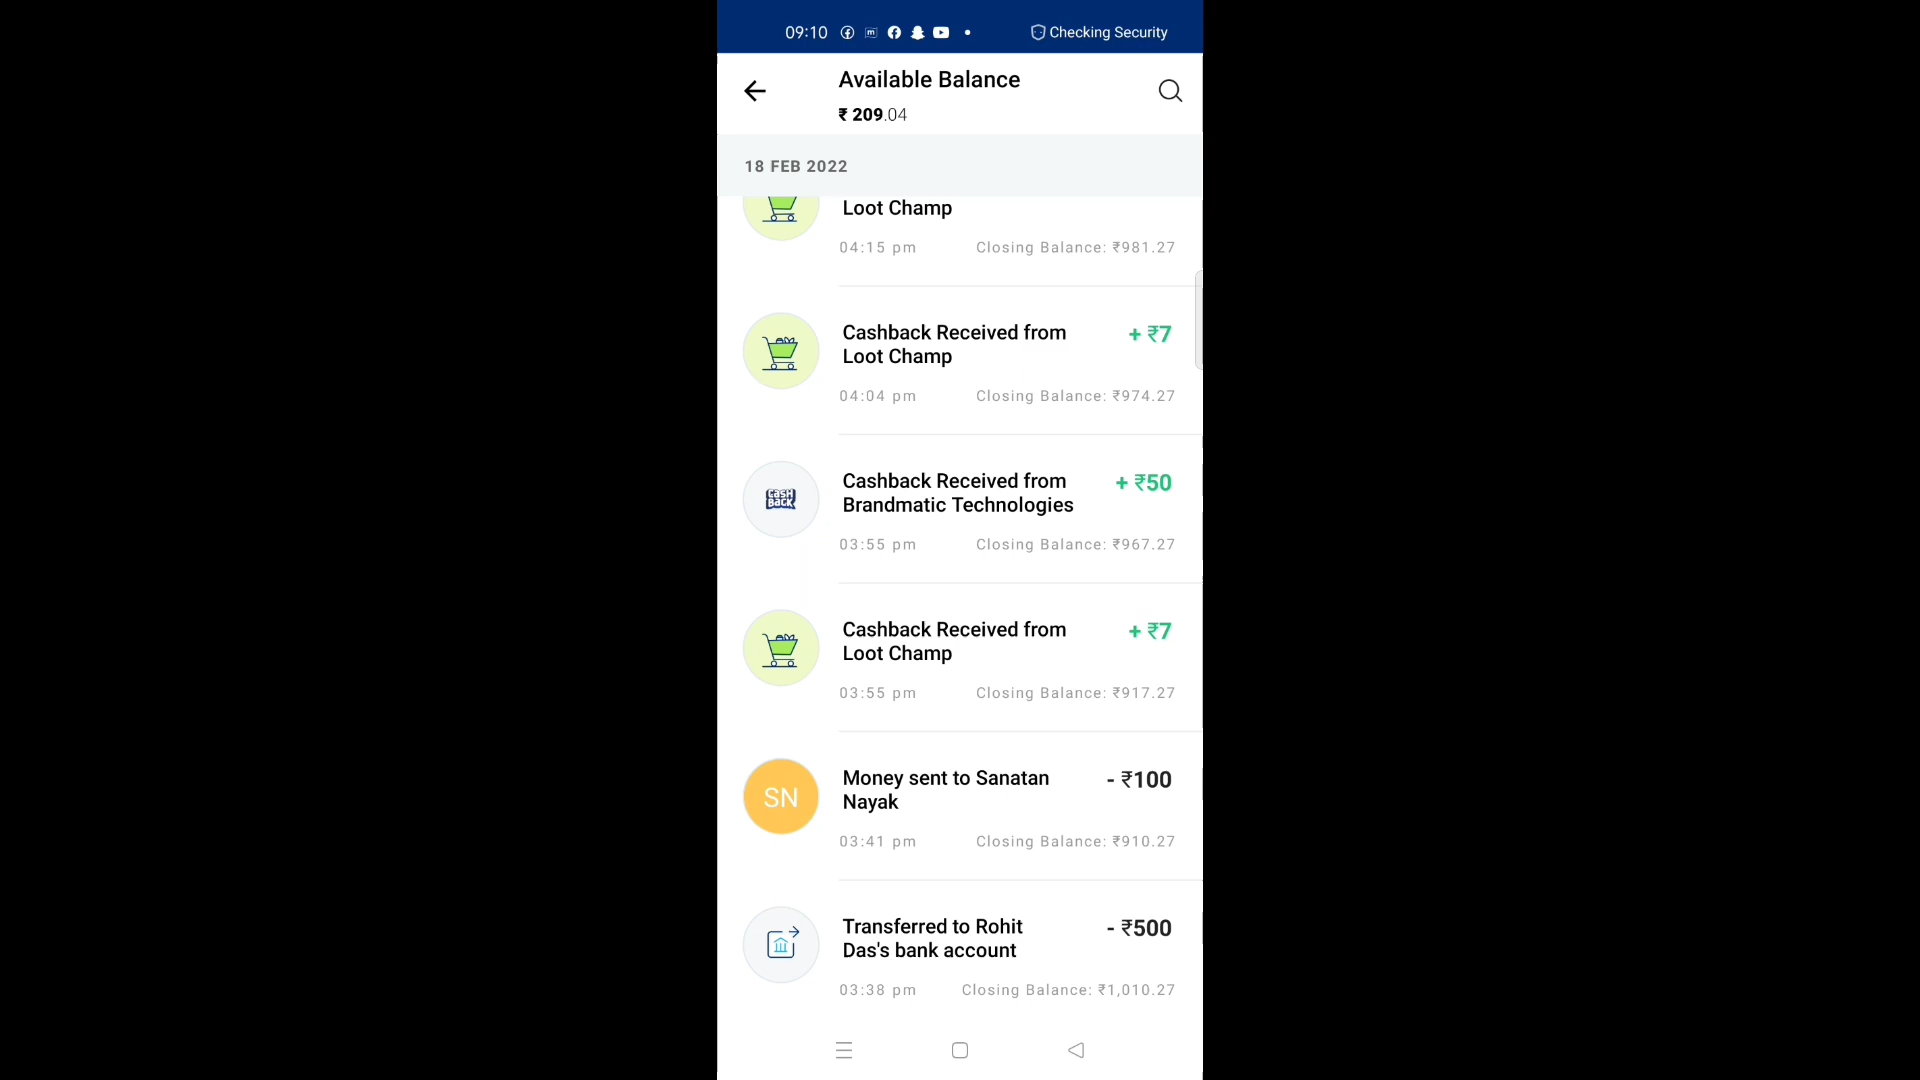 09:10
Checking Security
Available Balance
₹ 209.04
18 FEB 2022
Loot Champ
04:15 pm Closing Balance: ₹981.27
Cashback Received from + ₹7
Loot Champ
04:04 pm Closing Balance: ₹974.27
CASH
BACK
Cashback Received from + ₹50
Brandmatic Technologies
03:55 pm Closing Balance: ₹967.27
Cashback Received from + ₹7
Loot Champ
03:55 pm Closing Balance: ₹917.27
SN
Money sent to Sanatan - ₹100
Nayak
03:41 pm Closing Balance: ₹910.27
Transferred to Rohit - ₹500
Das's bank account
03:38 pm Closing Balance: ₹1,010.27